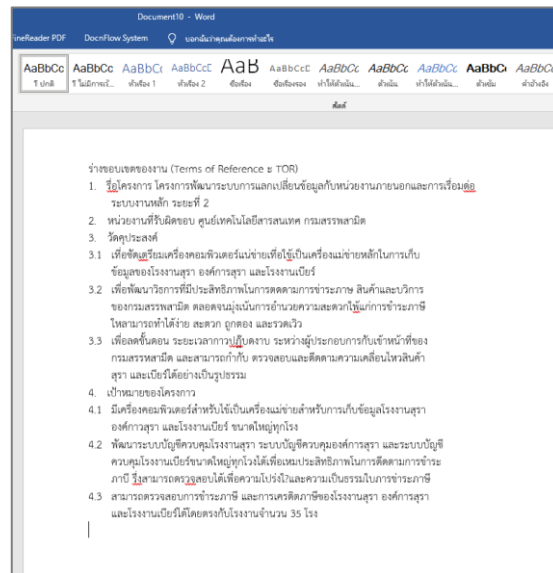 Document10 - Word
FineReader PDF DocnFlow System บอกฉันว่าคุณต้องการทำอะไร
AaBbCc AaBbCc AaBbCc AaBbCcD AaB AaBbCcD AaBbCc AaBbCc AaBbCc AaBbCc AaBbCc
¶ ปกติ ¶ ไม่มีการเว้... หัวเรื่อง 1 หัวเรื่อง 2 ชื่อเรื่อง ชื่อเรื่องรอง ทำให้ตัวเน้น... ตัวเน้น ทำให้ตัวเน้น... ตัวเข้ม คำอ้างอิง
สไตล์
ร่างขอบเขตของงาน (Terms of Reference ะ TOR)
1. รื่อโครงการ โครงการพัฒนาระบบการแลกเปลี่ยนข้อมูลกับหน่วยงานภายนอกและการเรื่อมต่อ
ระบบงานหลัก ระยะที่ 2
2. หน่วยงานที่รับผิดขอบ ศูนย์เทคโนโลยีสารสนเทศ กรมสรรพสามิต
3. วัดคุประสงค์
3.1 เที่อซัดเตรียมเครื่องคอมพิวเตอร์แน่ข่ายเที่อใช้เป็นเครื่องแม่ข่ายหลักในการเก็บ
ข้อมูลของโรงงานสุรา องค์การสุรา และโรงงานเบียร์
3.2 เพื่อพัฒนาวิธการที่มีประสิทธิภาพในการตดตามการข่าระภาษ สินค้าและบริการ
ของกรมสรรพสามิต ตลอดจนมุ่งเน้นการอำนวยความสะดวกให้แก่การชำระภาษี
ใหลามารถทำได้ง่าย สะดวก ถูกตอง และรวดเวิว
3.3 เพื่อลดขั้นดอน ระยะเวลากาวปฏิบดงาบ ระหว่างผู้ประกอบการกับเข้าหน้าที่ของ
กรมสรรหสามีด และสามารถกำกับ ตรวจสอบและติดตามความเคลื่อนไหวสินค้า
สุรา และเบียร์ได้อย่างเป็นรูปธรรม
4. เป้าหมายของโครงกาว
4.1 มีเครื่องคอมพิวเตอร์สำหรับใช้เป็นเครื่องแม่ข่ายสำหรับการเก็บข้อมูลโรงงานสุรา
องค์กาวสุรา และโรงงานเบียร์ ขนาดใหญ่ทุกโรง
4.2 พัฒนาระบบบัญชีควบคุมโรงงานสุรา ระบบบัญชีควบคุมองค์การสุรา และระบบบัญชี
ควบคุมโรงงานเบียร์ขนาดใหญ่ทุกโวงได้เพื่อเหมประสิทธิภาพในการติดตามการชำระ
ภาบี รึ่งสามารถดรวจสอบได้เพื่อความโปร่งใ?และความเป็นธรรมใบการข่าระภาษี
4.3 สามารถตรวจสอบการชำระภาษี และการเครดิตภาษีของโรงงานสุรา องค์การสุรา
และโรงงานเบียร์ได้โดยตรงกับโรงงานจำนวน 35 โรง